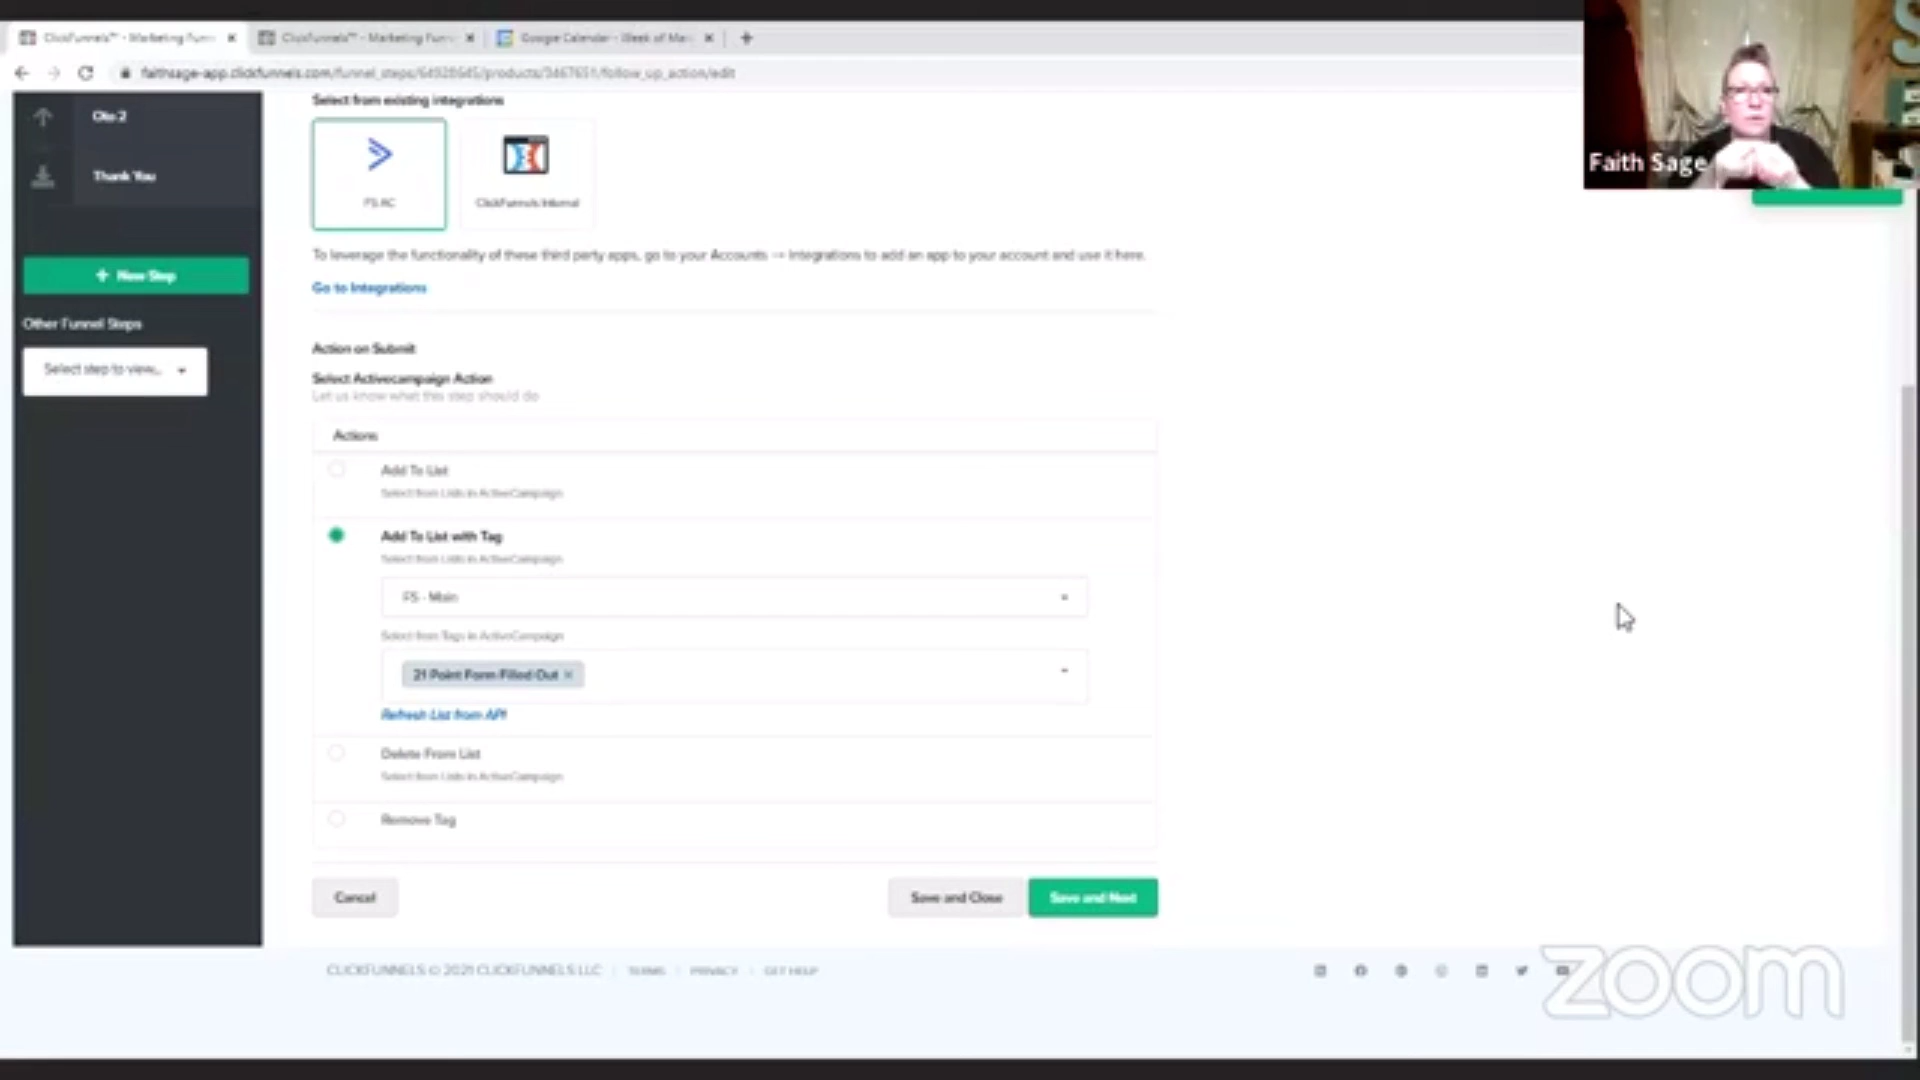 ClickFunnels™ - Marketing Funn
ClickFunnels™ - Marketing Funn
Google Calendar - Week of Mar
faithsage-app.clickfunnels.com/funnel_steps/64928645/products/3467651/follow_up_action/edit
Faith Sage
Oto 2
Thank You
+ New Step
Other Funnel Steps
Select step to view...
Select from existing integrations
FS AC
ClickFunnels Internal
To leverage the functionality of these third party apps, go to your Accounts → Integrations to add an app to your account and use it here.
Go to Integrations
Action on Submit
Select Activecampaign Action
Let us know what this step should do
Actions
Add To List
Select from Lists in ActiveCampaign
Add To List with Tag
Select from Lists in ActiveCampaign
FS - Main
Select from Tags in ActiveCampaign
21 Point Form Filled Out ×
Refresh List from API
Delete From List
Select from Lists in ActiveCampaign
Remove Tag
Cancel
Save and Close
Save and Next
CLICKFUNNELS © 2021 CLICKFUNNELS LLC | TERMS | PRIVACY | GET HELP
zoom